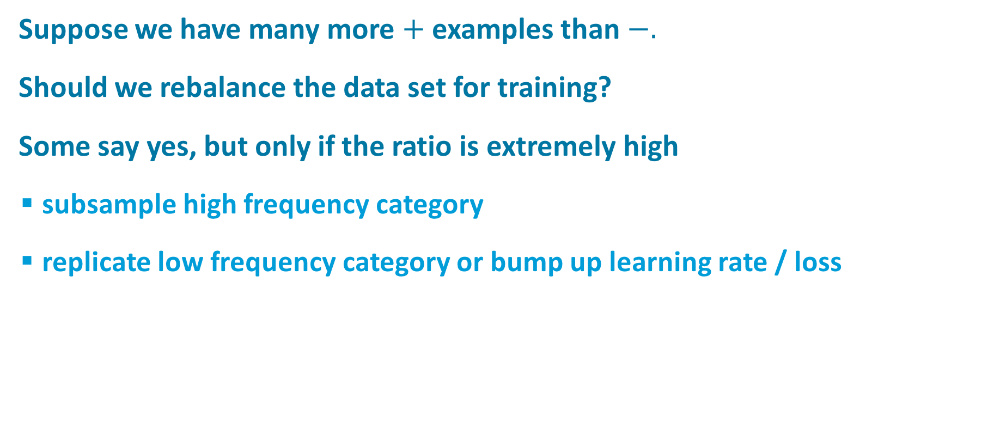 Suppose we have many more + examples than −.
Should we rebalance the data set for training?
Some say yes, but only if the ratio is extremely high
▪ subsample high frequency category
▪ replicate low frequency category or bump up learning rate / loss